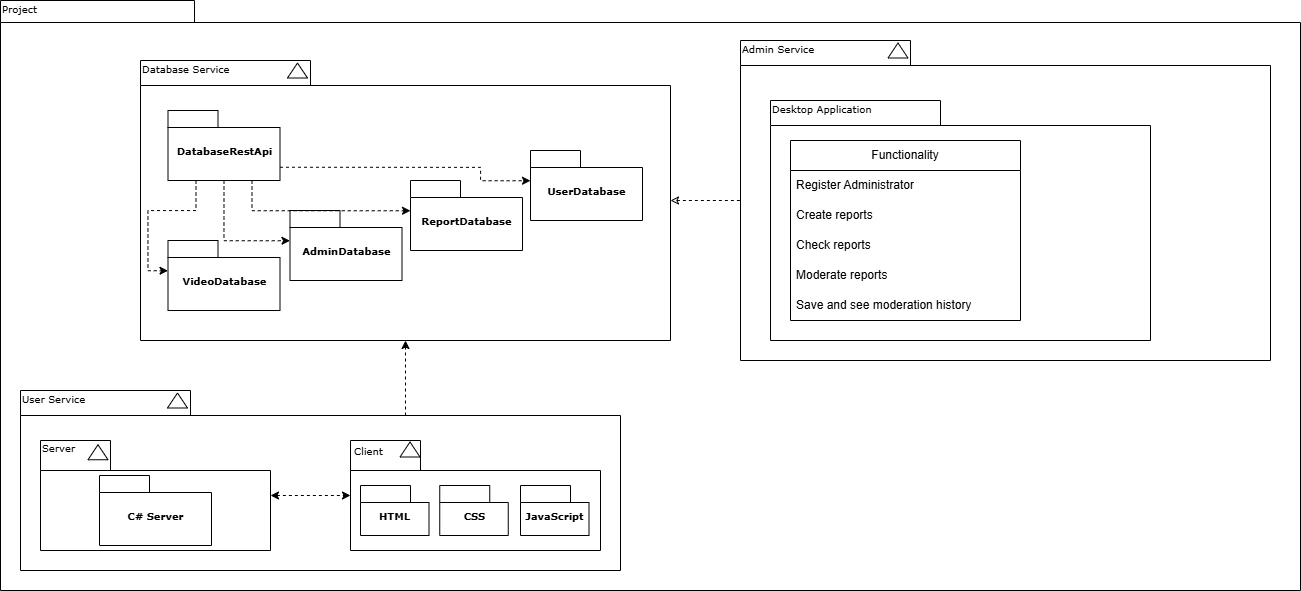 Project
Database Service
DatabaseRestApi
UserDatabase
ReportDatabase
AdminDatabase
VideoDatabase
Admin Service
Desktop Application
Functionality
Register Administrator
Create reports
Check reports
Moderate reports
Save and see moderation history
User Service
Server
C# Server
Client
HTML
CSS
JavaScript